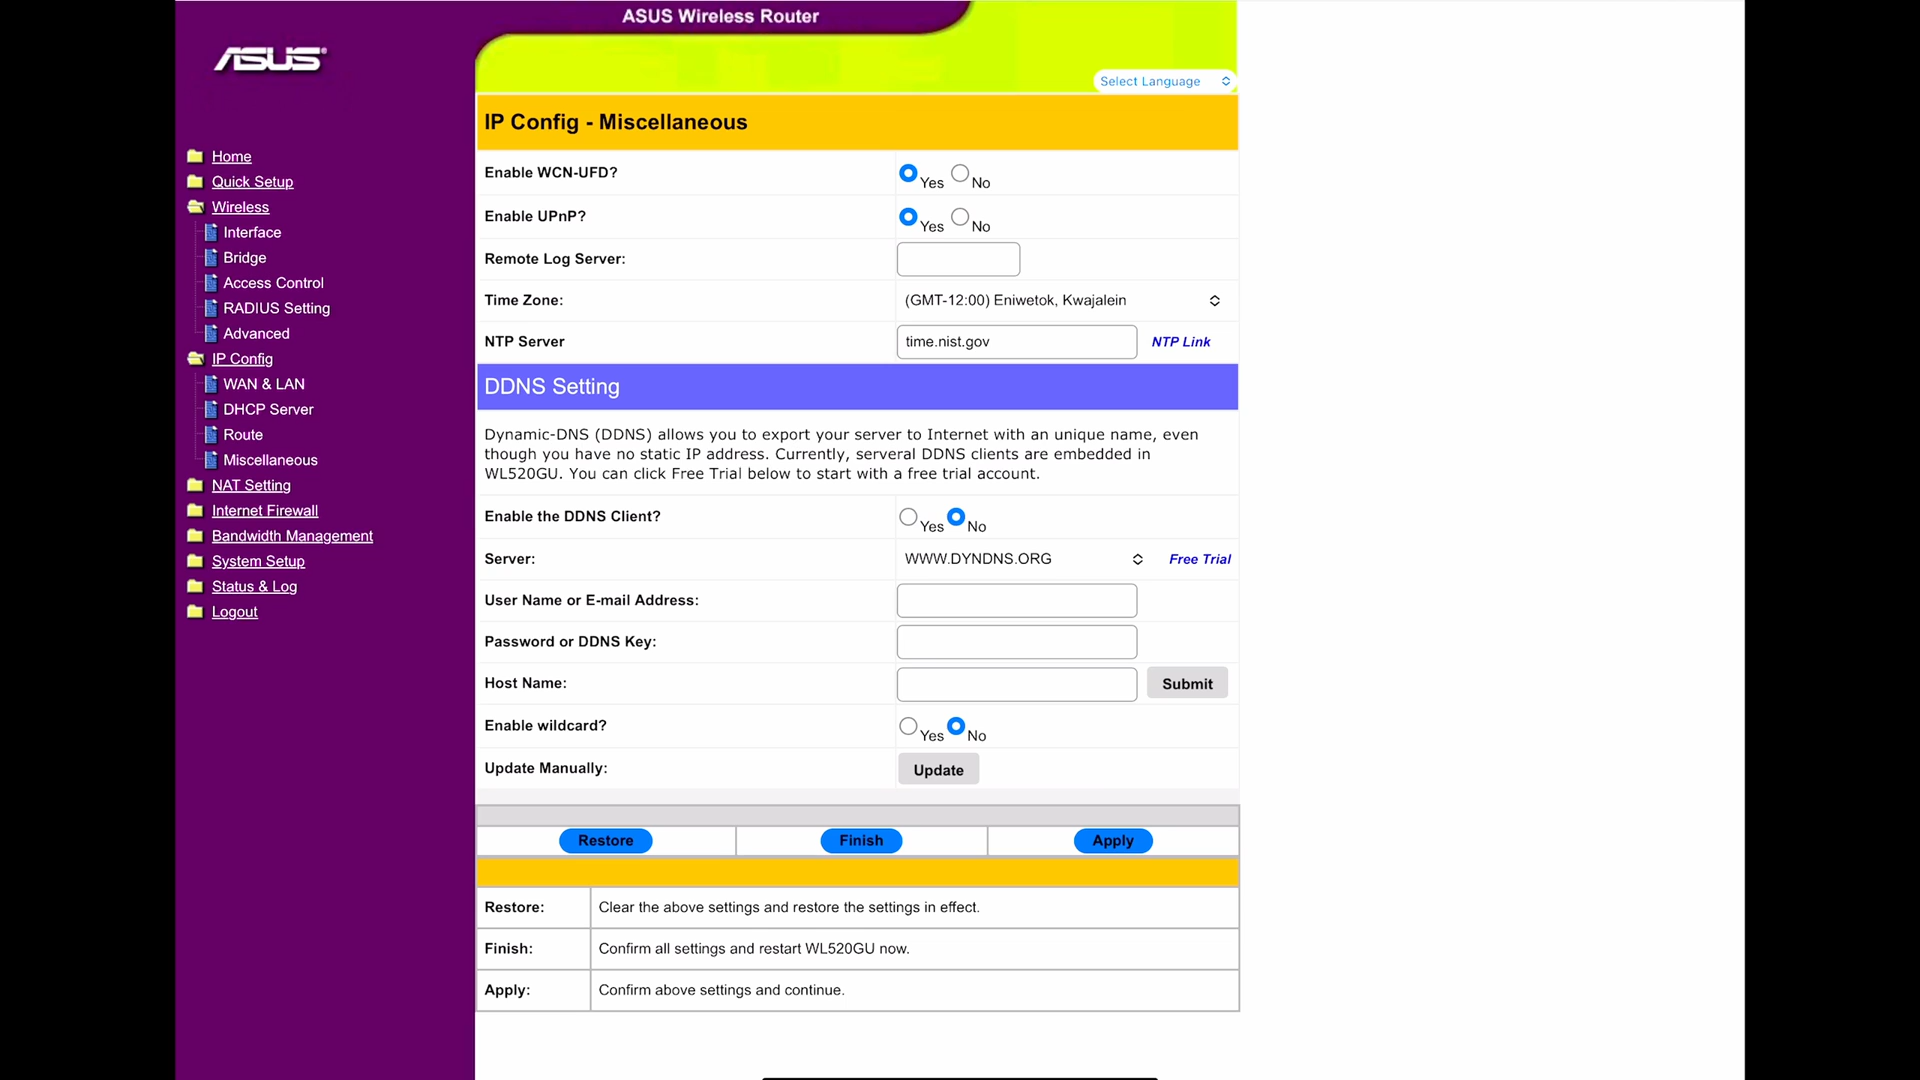 ASUS Wireless Router
ASUS
Select Language
Home
Quick Setup
Wireless
Interface
Bridge
Access Control
RADIUS Setting
Advanced
IP Config
WAN & LAN
DHCP Server
Route
Miscellaneous
NAT Setting
Internet Firewall
Bandwidth Management
System Setup
Status & Log
Logout
IP Config - Miscellaneous
Enable WCN-UFD? Yes No
Enable UPnP? Yes No
Remote Log Server:
Time Zone: (GMT-12:00) Eniwetok, Kwajalein
NTP Server time.nist.gov NTP Link
DDNS Setting
Dynamic-DNS (DDNS) allows you to export your server to Internet with an unique name, even
though you have no static IP address. Currently, serveral DDNS clients are embedded in
WL520GU. You can click Free Trial below to start with a free trial account.
Enable the DDNS Client? Yes No
Server: WWW.DYNDNS.ORG Free Trial
User Name or E-mail Address:
Password or DDNS Key:
Host Name: Submit
Enable wildcard? Yes No
Update Manually: Update
Restore Finish Apply
Restore: Clear the above settings and restore the settings in effect.
Finish: Confirm all settings and restart WL520GU now.
Apply: Confirm above settings and continue.